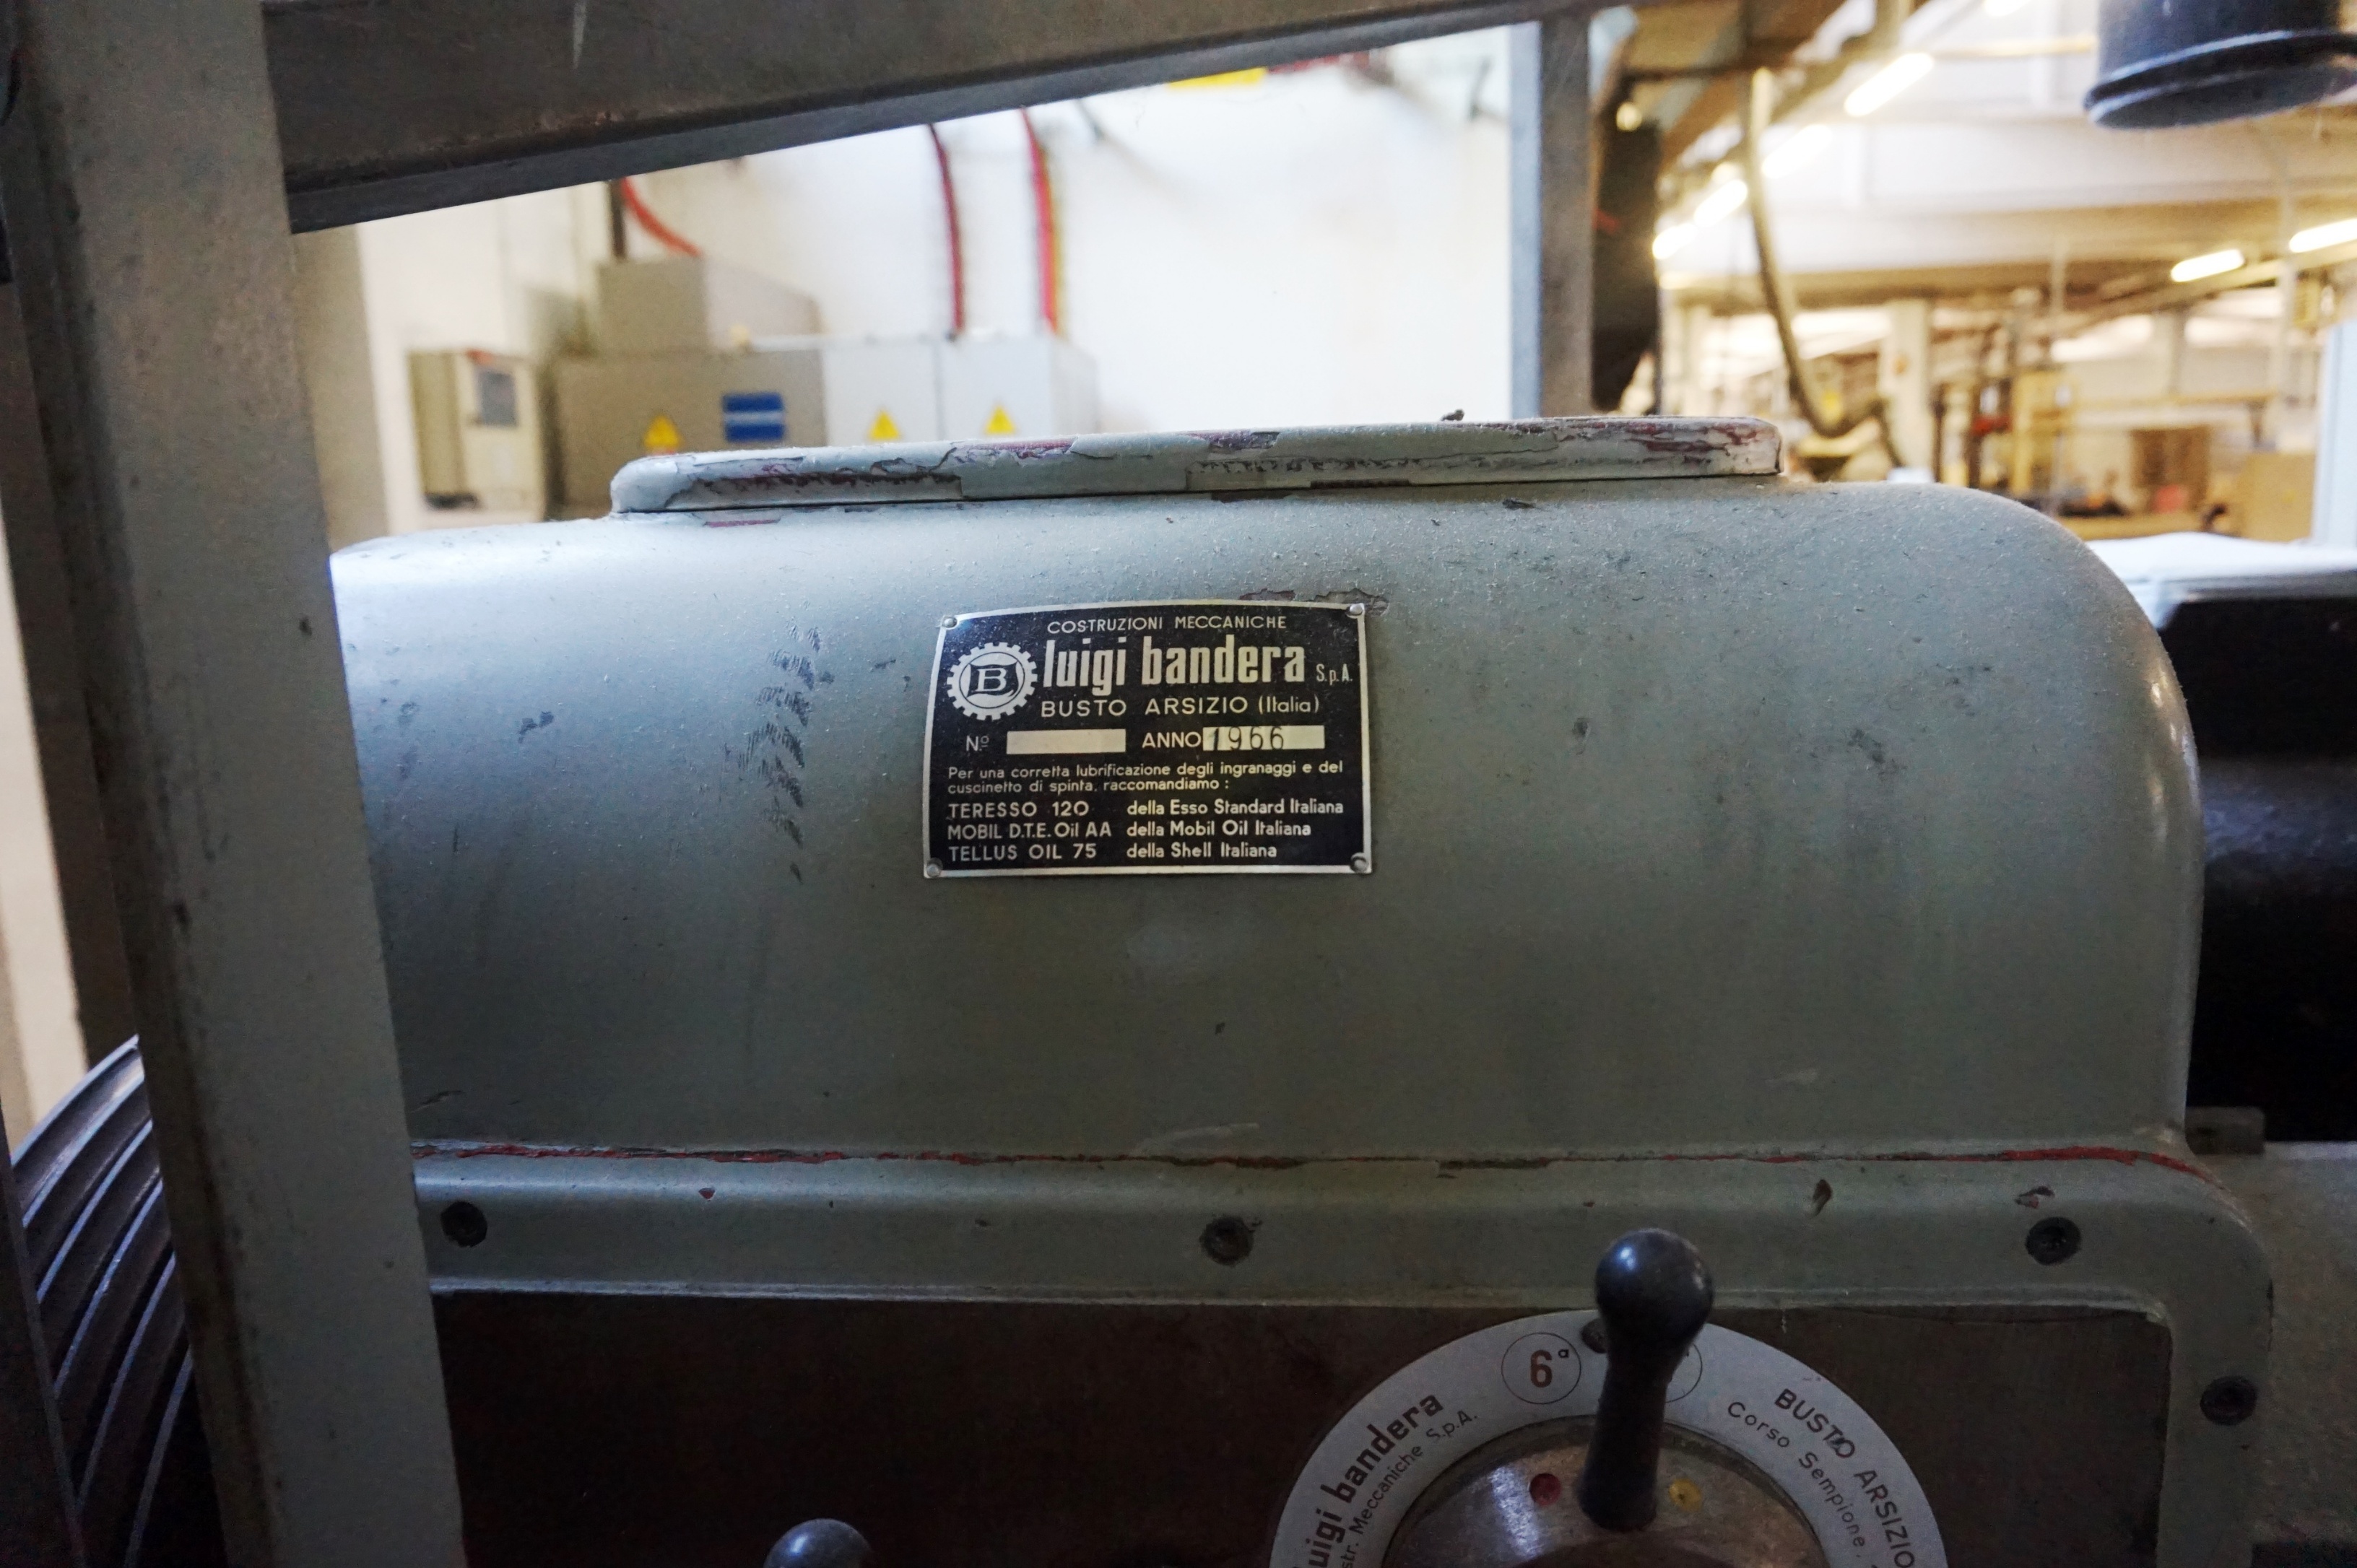 COSTRUZIONI MECCANICHE
B luigi bandera S.p.A.
BUSTO ARSIZIO (Italia)
No ANNO 1966
Per una corretta lubrificazione degli ingranaggi e del
cuscinetto di spinta, raccomandiamo :
TERESSO 120 della Esso Standard Italiana
MOBIL D.T.E. Oil AA della Mobil Oil Italiana
TELLUS OIL 75 della Shell Italiana
6ª
luigi bandera
Meccaniche S.p.A.
BUSTO ARSIZIO
Corso Sempione,